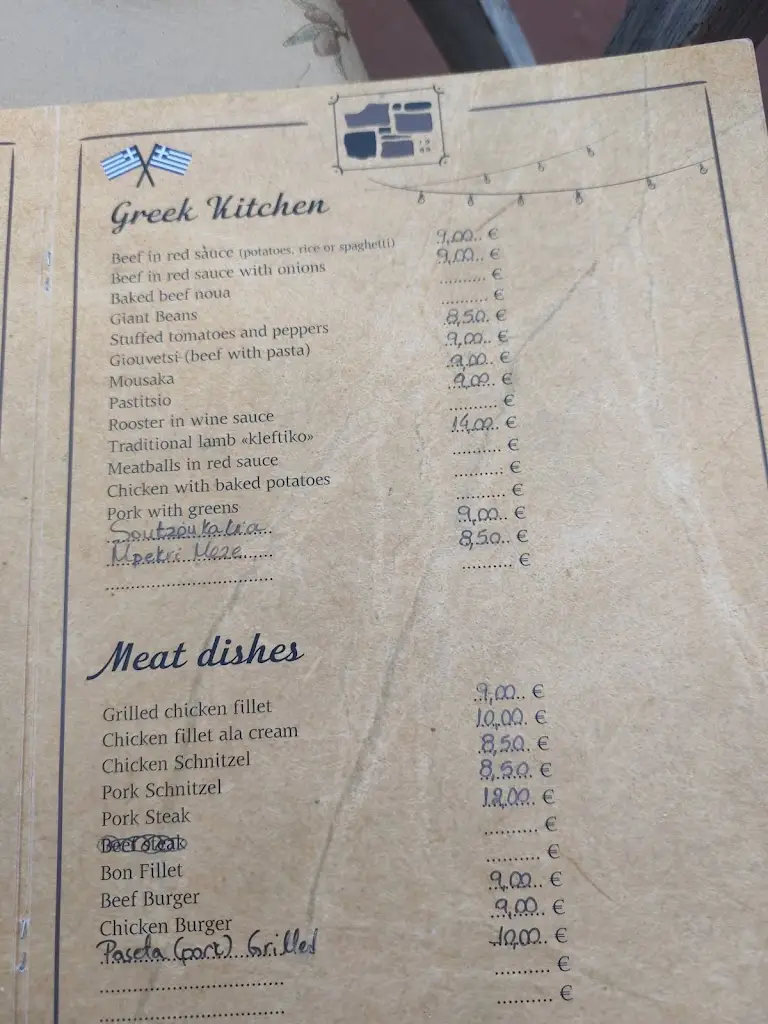 Greek Kitchen
Beef in red sauce (potatoes, rice or spaghetti) 9,00.. €
Beef in red sauce with onions 9,00.. €
Baked beef noua .......... €
Giant Beans .......... €
Stuffed tomatoes and peppers 8,50. €
Giouvetsi (beef with pasta) 9,00.. €
Mousaka 9,00.. €
Pastitsio 9,00.. €
Rooster in wine sauce .......... €
Traditional lamb «kleftiko» 14,00.. €
Meatballs in red sauce .......... €
Chicken with baked potatoes .......... €
Pork with greens .......... €
Soutzoukakia 9,00.. €
Mpekri Meze 8,50.. €
.......... €
Meat dishes
Grilled chicken fillet 9,00.. €
Chicken fillet ala cream 10,00. €
Chicken Schnitzel 8,50. €
Pork Schnitzel 8,50. €
Pork Steak 12,00. €
Beef steak .......... €
Bon Fillet .......... €
Beef Burger 9,00.. €
Chicken Burger 9,00.. €
Paseta (pork) Grilled 10,00.. €
.......... €
.......... €